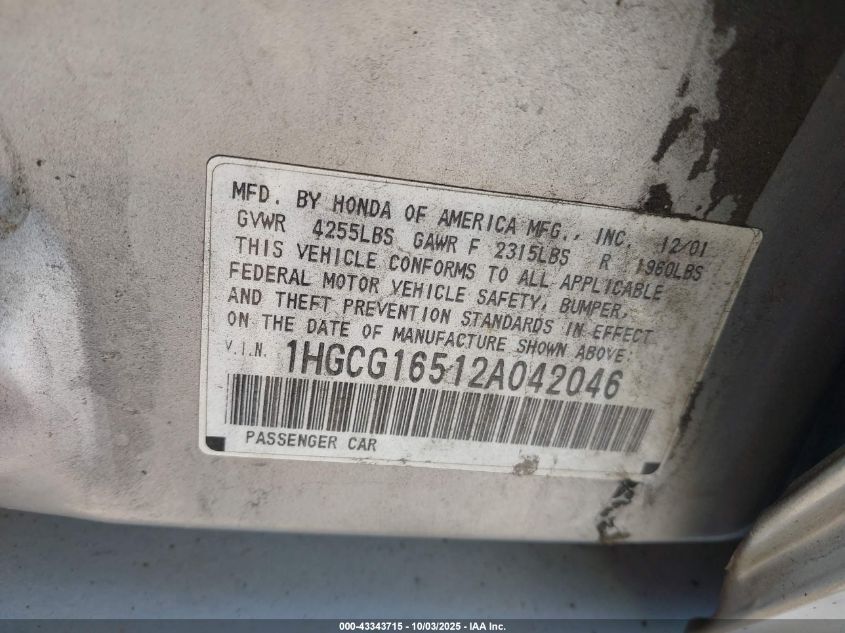 MFD. BY HONDA OF AMERICA MFG., INC. 12/01
GVWR 4255LBS GAWR F 2315LBS R 1960LBS
THIS VEHICLE CONFORMS TO ALL APPLICABLE
FEDERAL MOTOR VEHICLE SAFETY, BUMPER,
AND THEFT PREVENTION STANDARDS IN EFFECT
ON THE DATE OF MANUFACTURE SHOWN ABOVE:
V.I.N. 1HGCG16512A042046
PASSENGER CAR
000-43343715 - 10/03/2025 - IAA Inc.